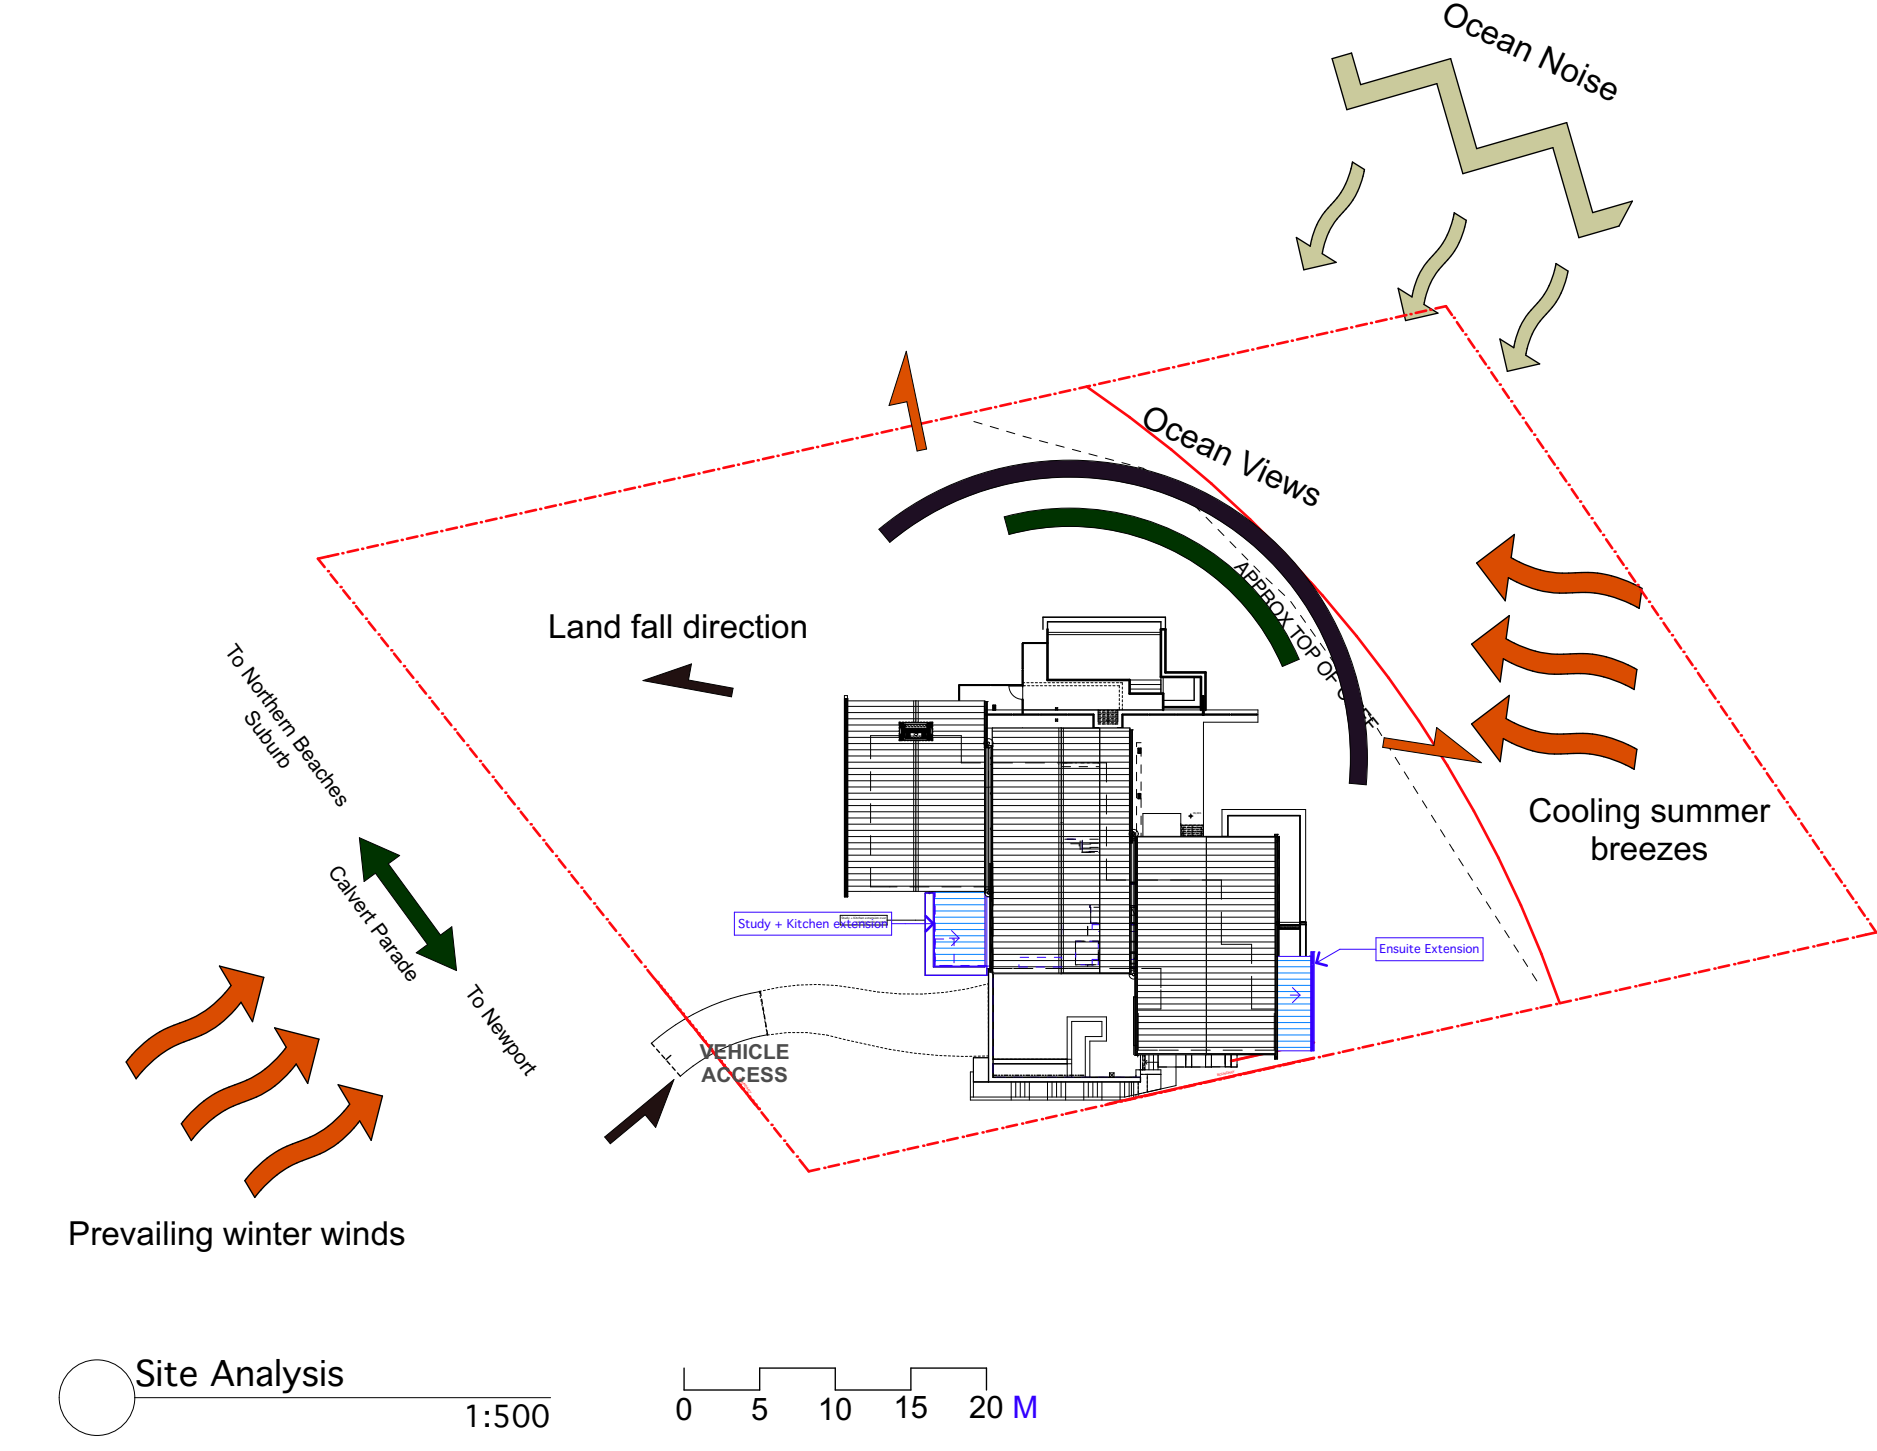 Ocean Noise
Ocean Views
APPROX TOP OF
Land fall direction
To Northern Beaches
Suburb
Calvert Parade
To Newport
Cooling summer
breezes
Study + Kitchen extension
Ensuite Extension
VEHICLE
ACCESS
Prevailing winter winds
Site Analysis
1:500
0 5 10 15 20 M